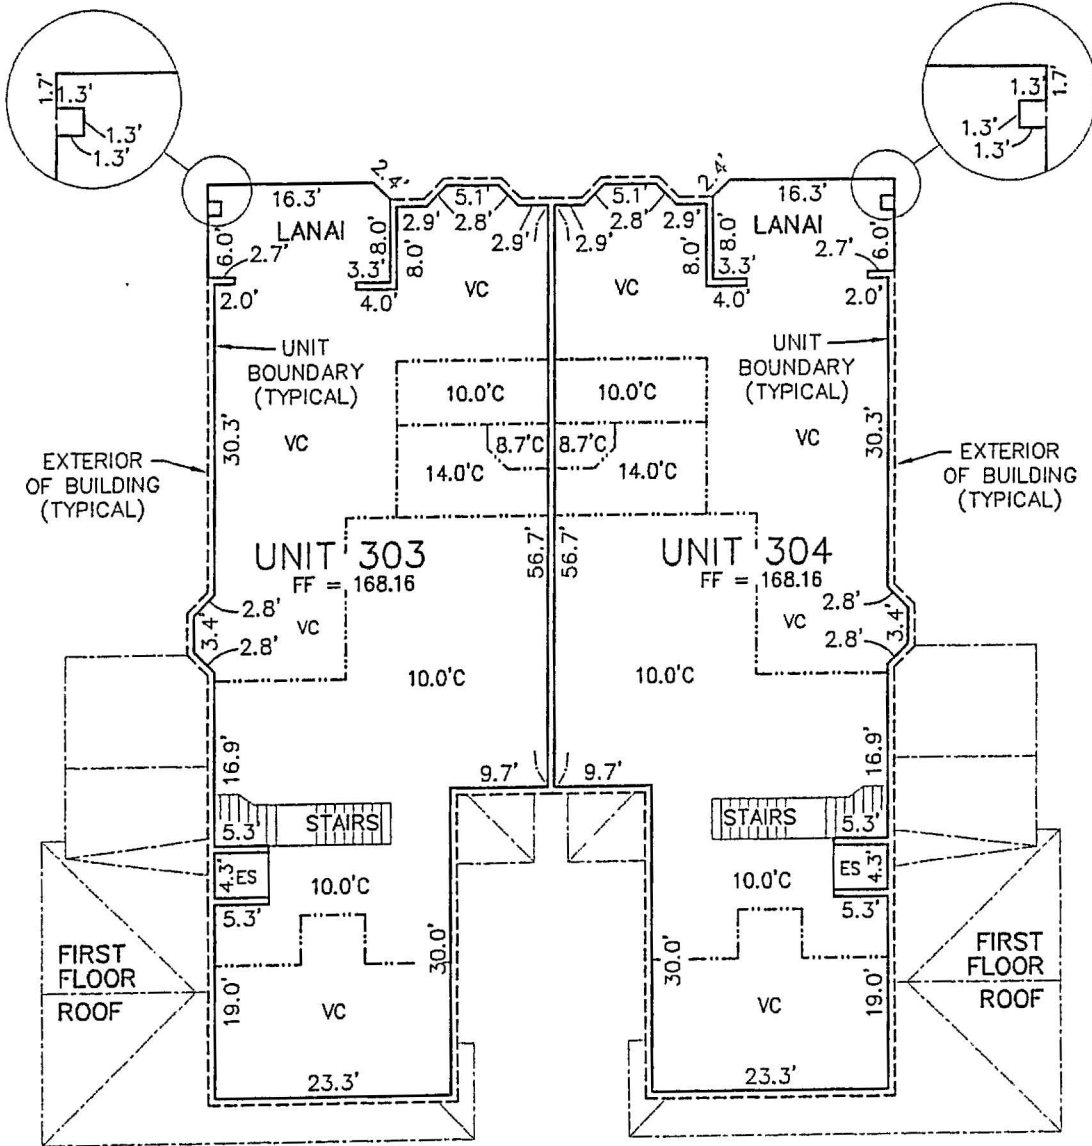 1.7'
1.3'
1.3'
1.3'
1.3'
1.7'
1.3'
1.3'
2.4'
2.4'
16.3'
5.1'
5.1'
16.3'
2.9'
2.8'
2.8'
2.9'
LANAI
8.0'
8.0'
2.9'
2.9'
8.0'
8.0'
LANAI
6.0'
2.7'
3.3'
3.3'
2.7'
6.0'
2.0'
4.0'
VC
VC
4.0'
2.0'
UNIT
BOUNDARY
(TYPICAL)
UNIT
BOUNDARY
(TYPICAL)
10.0'C
10.0'C
30.3'
VC
8.7'C
8.7'C
VC
30.3'
EXTERIOR
OF BUILDING
(TYPICAL)
14.0'C
14.0'C
EXTERIOR
OF BUILDING
(TYPICAL)
UNIT 303
FF = 168.16
56.7'
56.7'
UNIT 304
FF = 168.16
2.8'
3.4'
2.8'
VC
VC
2.8'
3.4'
2.8'
10.0'C
10.0'C
16.9'
9.7'
9.7'
16.9'
STAIRS
STAIRS
5.3'
5.3'
4.3'
ES
10.0'C
10.0'C
ES
4.3'
5.3'
5.3'
FIRST
FLOOR
ROOF
19.0'
VC
30.0'
30.0'
VC
19.0'
FIRST
FLOOR
ROOF
23.3'
23.3'